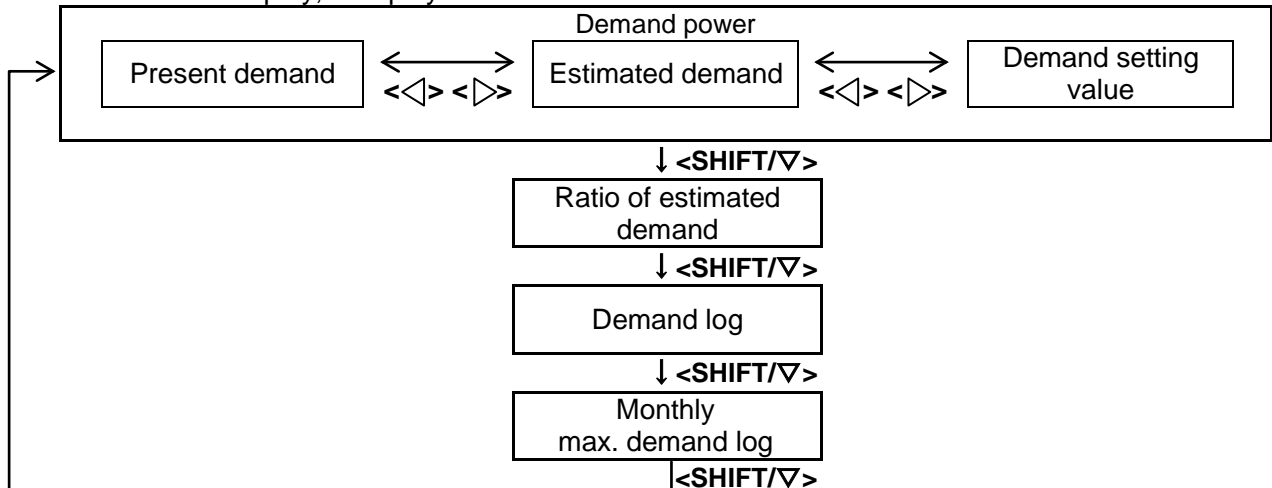 Demand power
Present demand
<◁> <▷>
Estimated demand
<◁> <▷>
Demand setting
value
↓ <SHIFT/▽>
Ratio of estimated
demand
↓ <SHIFT/▽>
Demand log
↓ <SHIFT/▽>
Monthly
max. demand log
<SHIFT/▽>